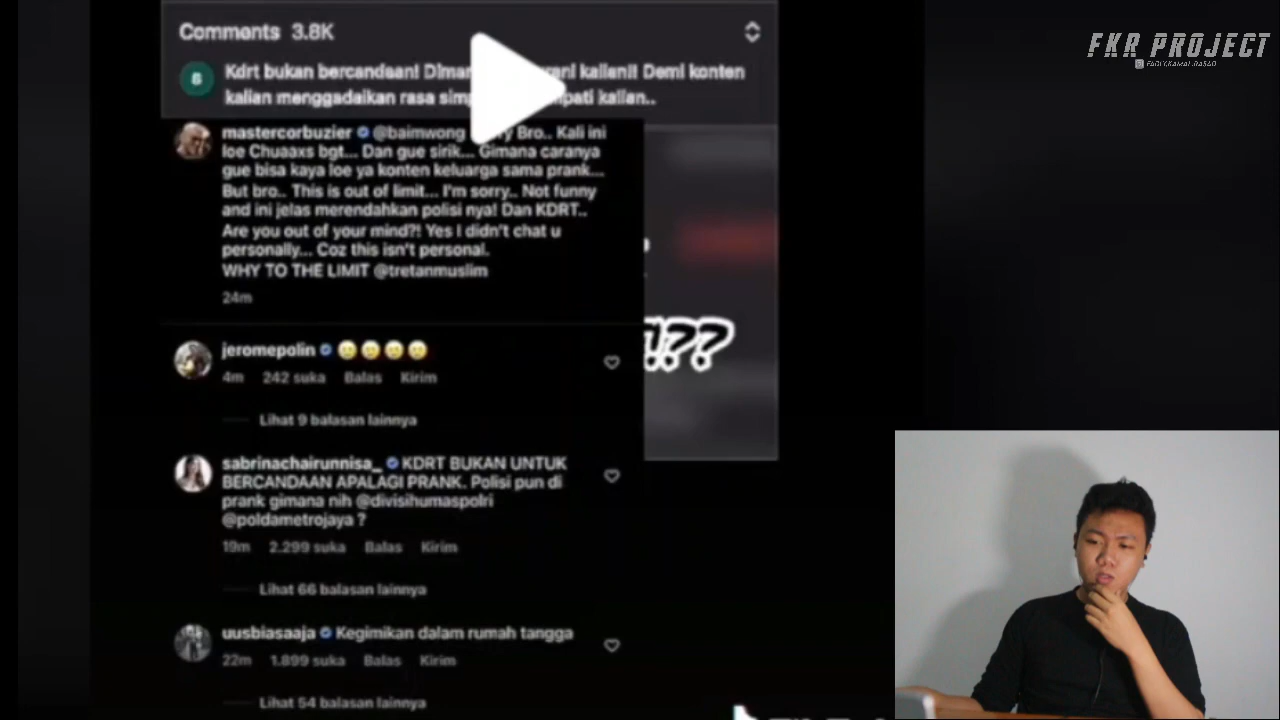 Comments 3.8K
FKR PROJECT
B
Kdrt bukan bercandaan! kalian!! Demi konten
kalian menggadaikan rasa kalian..
mastercorbuzier @baimwong Bro.. Kali ini
loe Chuaaxs bgt... Dan gue sirik... Gimana caranya
gue bisa kaya loe ya konten keluarga sama prank...
But bro.. This is out of limit... I'm sorry.. Not funny
and ini jelas merendahkan polisi nya! Dan KDRT..
Are you out of your mind?! Yes I didn't chat u
personally... Coz this isn't personal.
WHY TO THE LIMIT @tretanmuslim
24m
!??
jeromepolin
4m 242 suka Balas Kirim
Lihat 9 balasan lainnya
sabrinachairunnisa_ KDRT BUKAN UNTUK
BERCANDAAN APALAGI PRANK. Polisi pun di
prank gimana nih @divisihumaspolri
@poldametrojaya ?
19m 2.299 suka Balas Kirim
Lihat 66 balasan lainnya
uusbiasaaja Kegimikan dalam rumah tangga
22m 1.899 suka Balas Kirim
Lihat 54 balasan lainnya